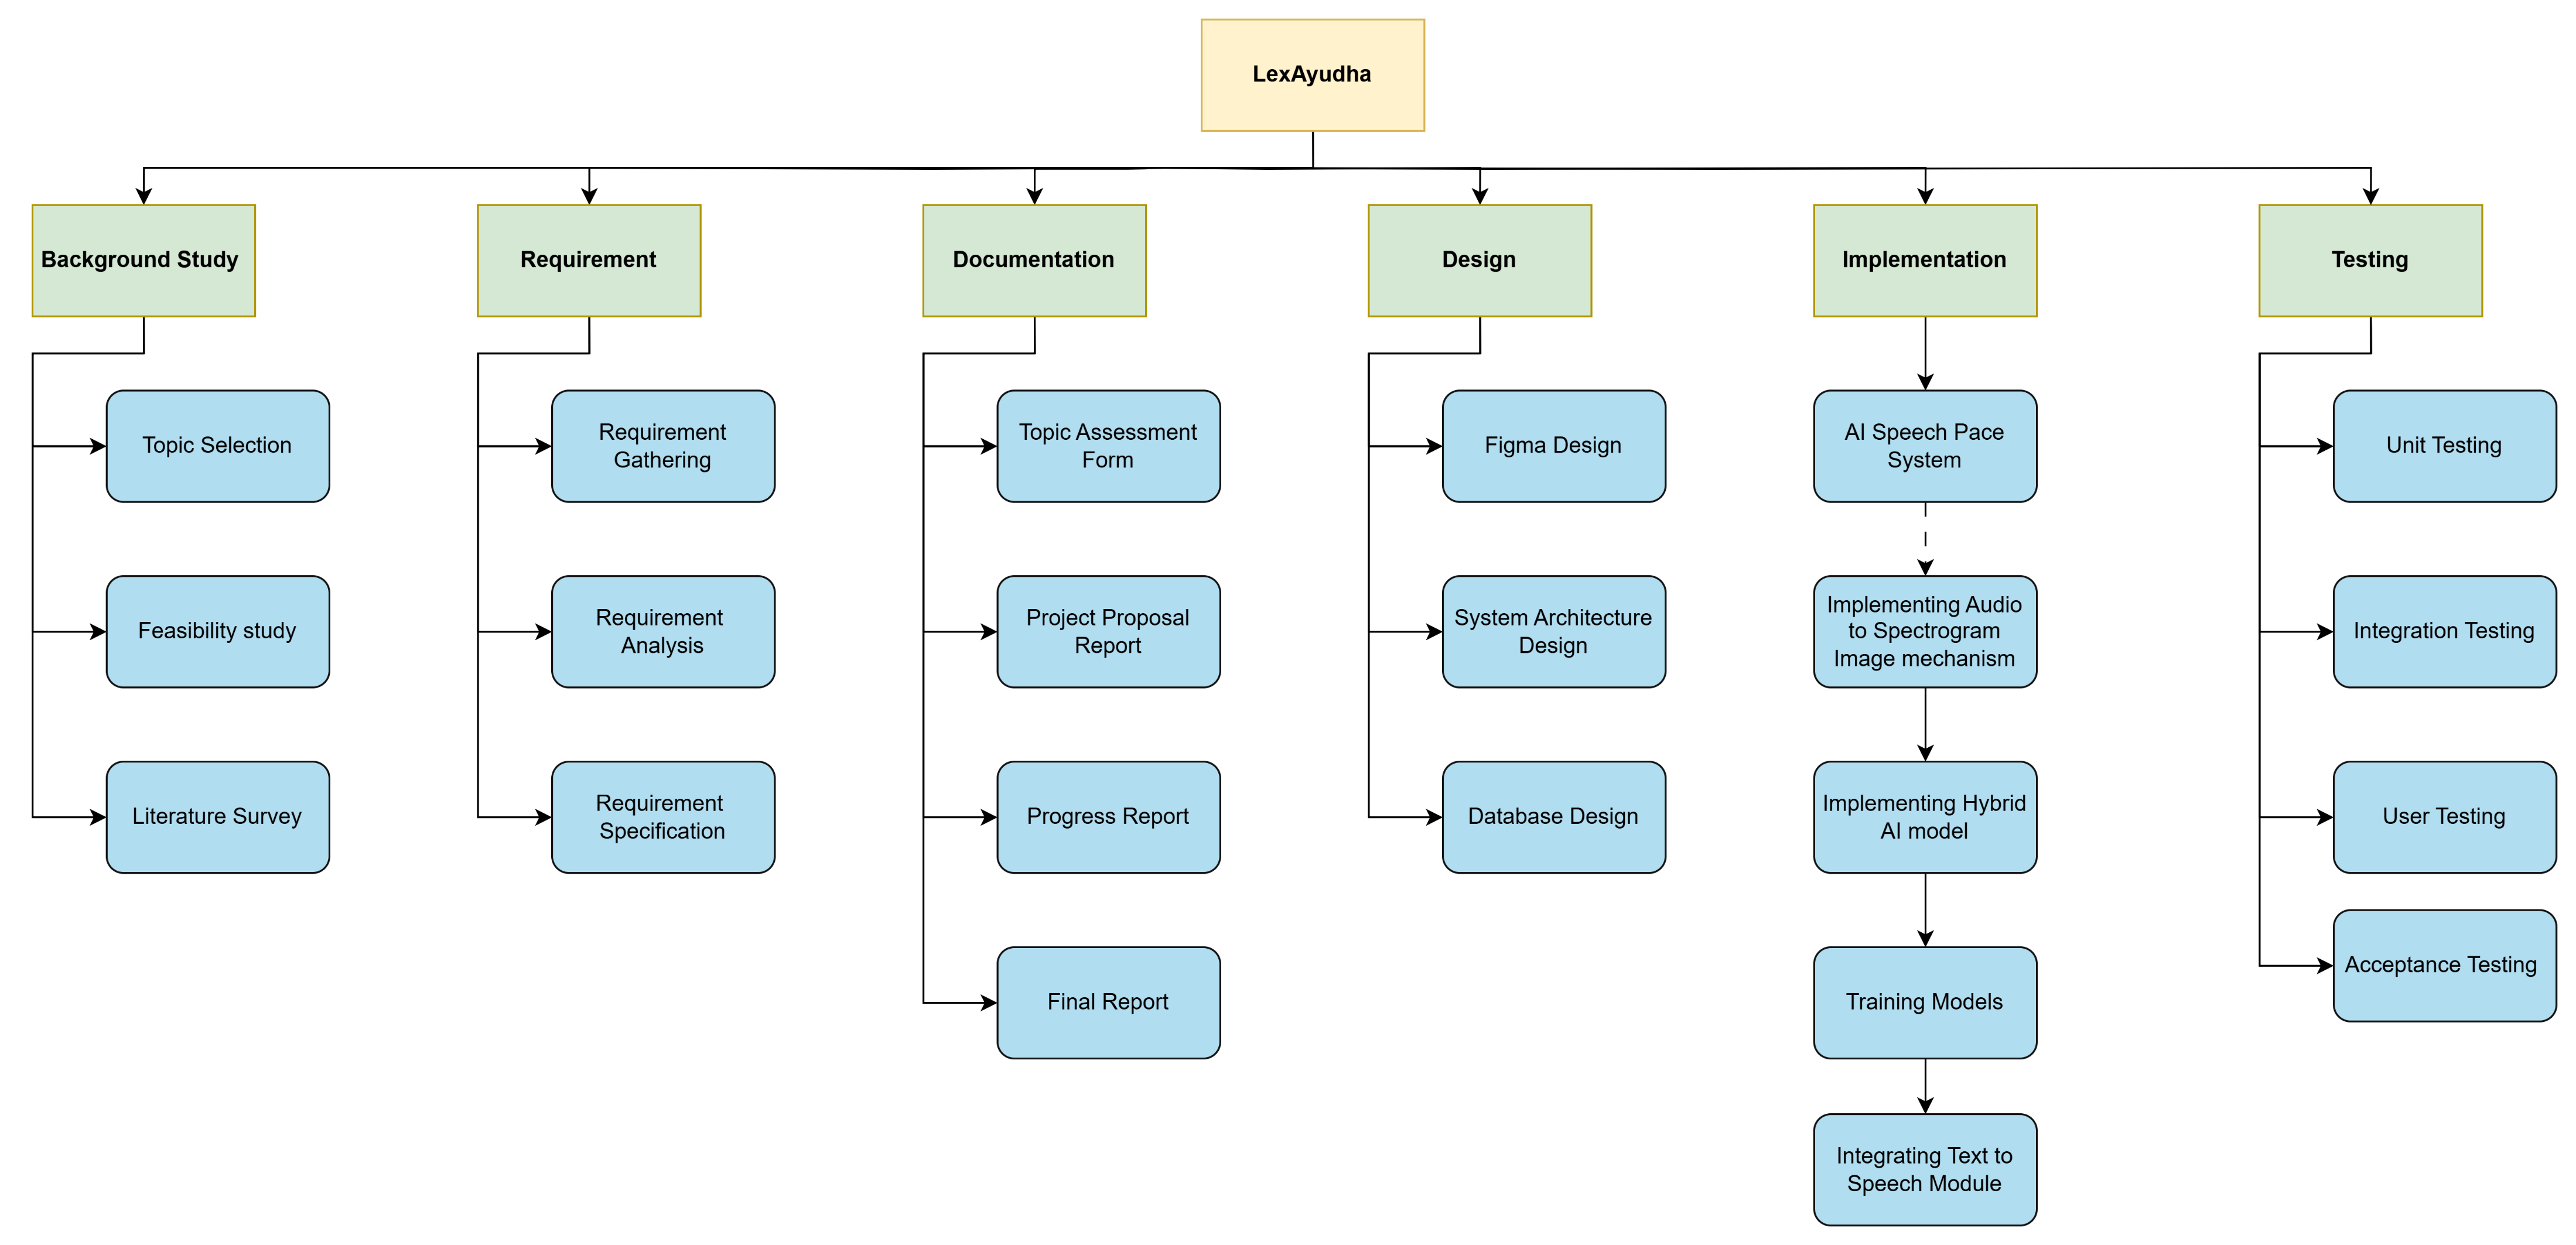 LexAyudha
Background Study
Requirement
Documentation
Design
Implementation
Testing
Topic Selection
Feasibility study
Literature Survey
Requirement
Gathering
Requirement
Analysis
Requirement
Specification
Topic Assessment
Form
Project Proposal
Report
Progress Report
Final Report
Figma Design
System Architecture
Design
Database Design
AI Speech Pace
System
Implementing Audio
to Spectrogram
Image mechanism
Implementing Hybrid
AI model
Training Models
Integrating Text to
Speech Module
Unit Testing
Integration Testing
User Testing
Acceptance Testing